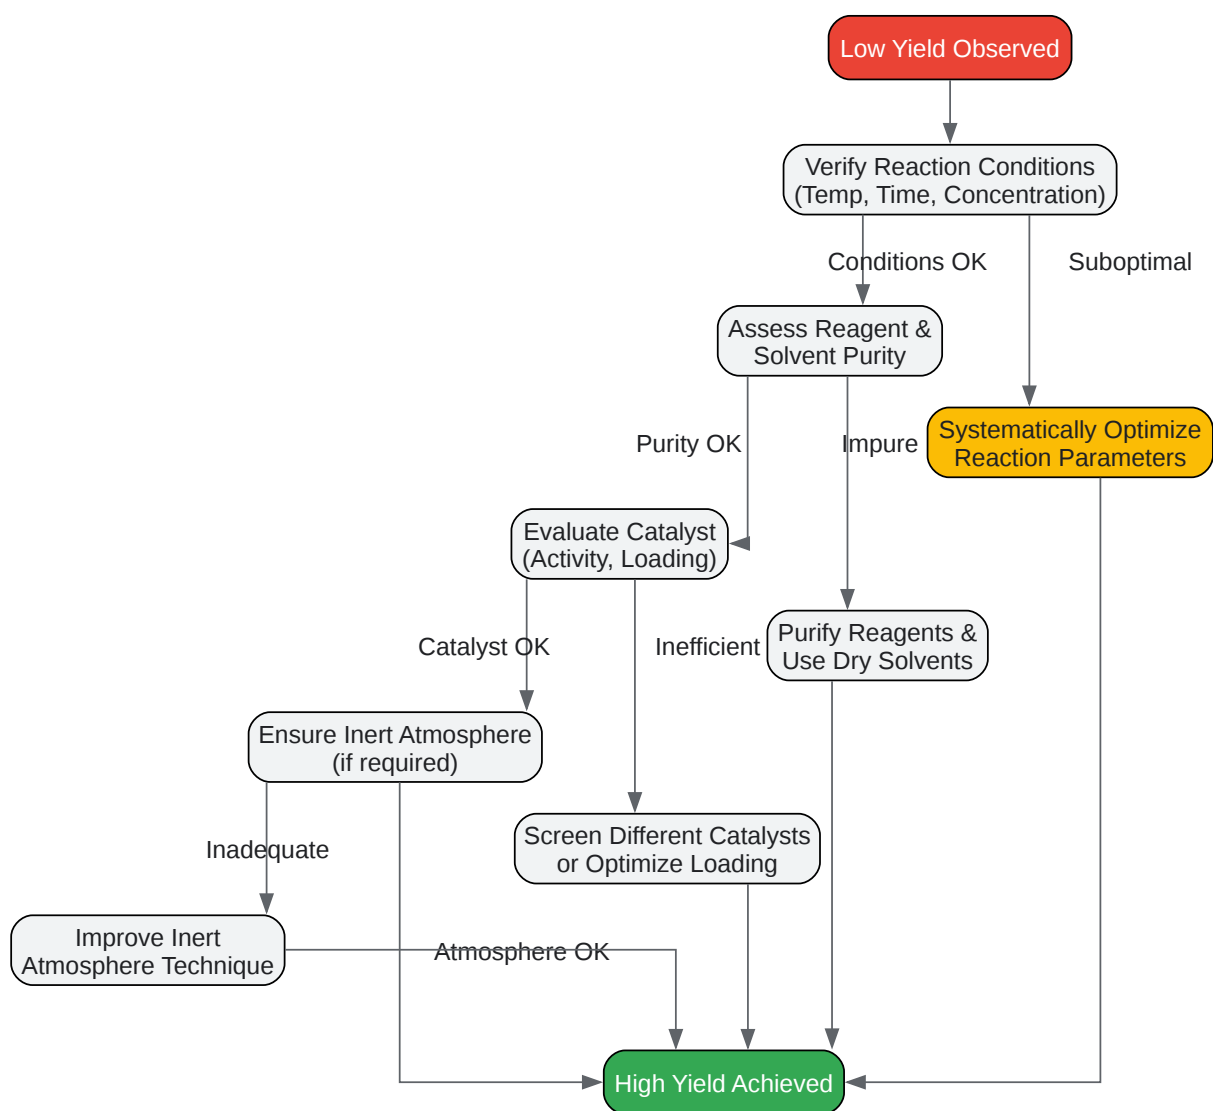 Low Yield Observed
Verify Reaction Conditions
(Temp, Time, Concentration)
Conditions OK
Suboptimal
Assess Reagent &
Solvent Purity
Purity OK
Impure
Systematically Optimize
Reaction Parameters
Evaluate Catalyst
(Activity, Loading)
Catalyst OK
Inefficient
Purify Reagents &
Use Dry Solvents
Ensure Inert Atmosphere
(if required)
Inadequate
Screen Different Catalysts
or Optimize Loading
Improve Inert
Atmosphere Technique
Atmosphere OK
High Yield Achieved